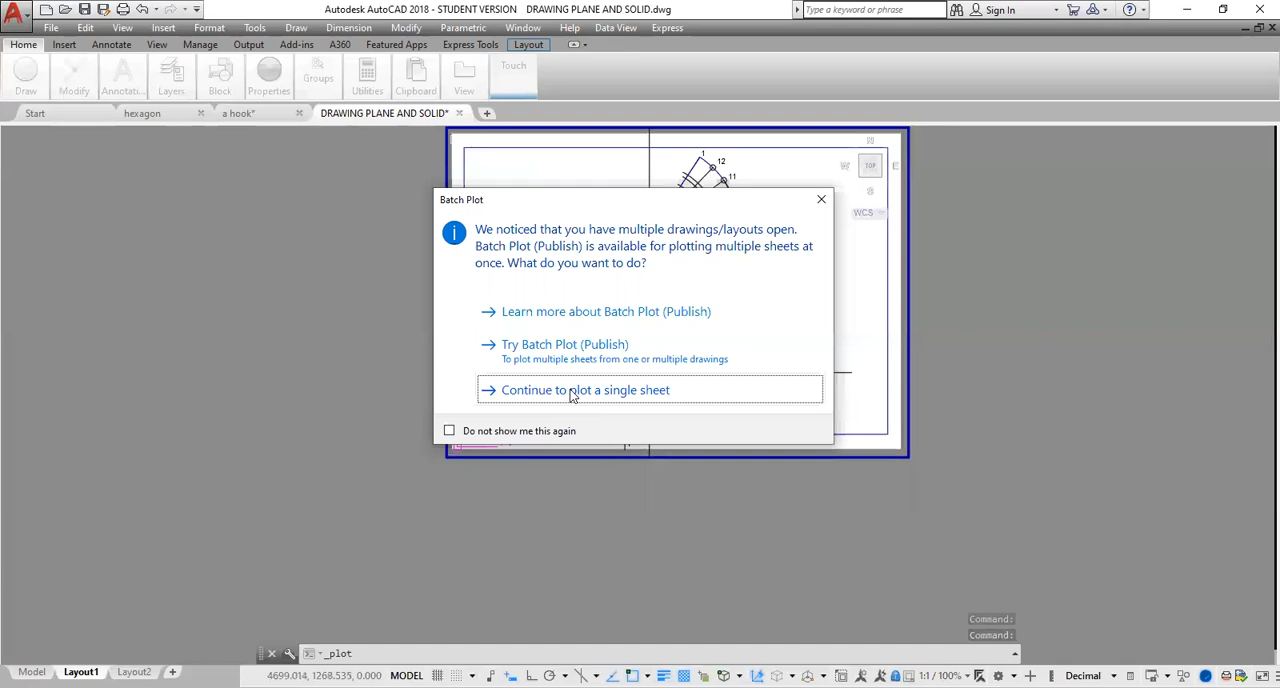 Autodesk AutoCAD 2018 - STUDENT VERSION DRAWING PLANE AND SOLID.dwg
Type a keyword or phrase
Sign In
File Edit View Insert Format Tools Draw Dimension Modify Window Help Parametric Data View Express
Home Insert Annotate View Manage Output Add-ins A360 Featured Apps Express Tools Layout
Draw Modify Annotati... Layers Block Properties Groups Utilities Clipboard View Touch
Start hexagon a hook* DRAWING PLANE AND SOLID*
1
12
11
N
W TOP E
S
WCS
Batch Plot
We noticed that you have multiple drawings/layouts open.
Batch Plot (Publish) is available for plotting multiple sheets at
once. What do you want to do?
Learn more about Batch Plot (Publish)
Try Batch Plot (Publish)
To plot multiple sheets from one or multiple drawings
Continue to plot a single sheet
Do not show me this again
Command:
Command:
_plot
Model Layout1 Layout2 4699.014, 1268.535, 0.000 MODEL 1:1 / 100% Decimal